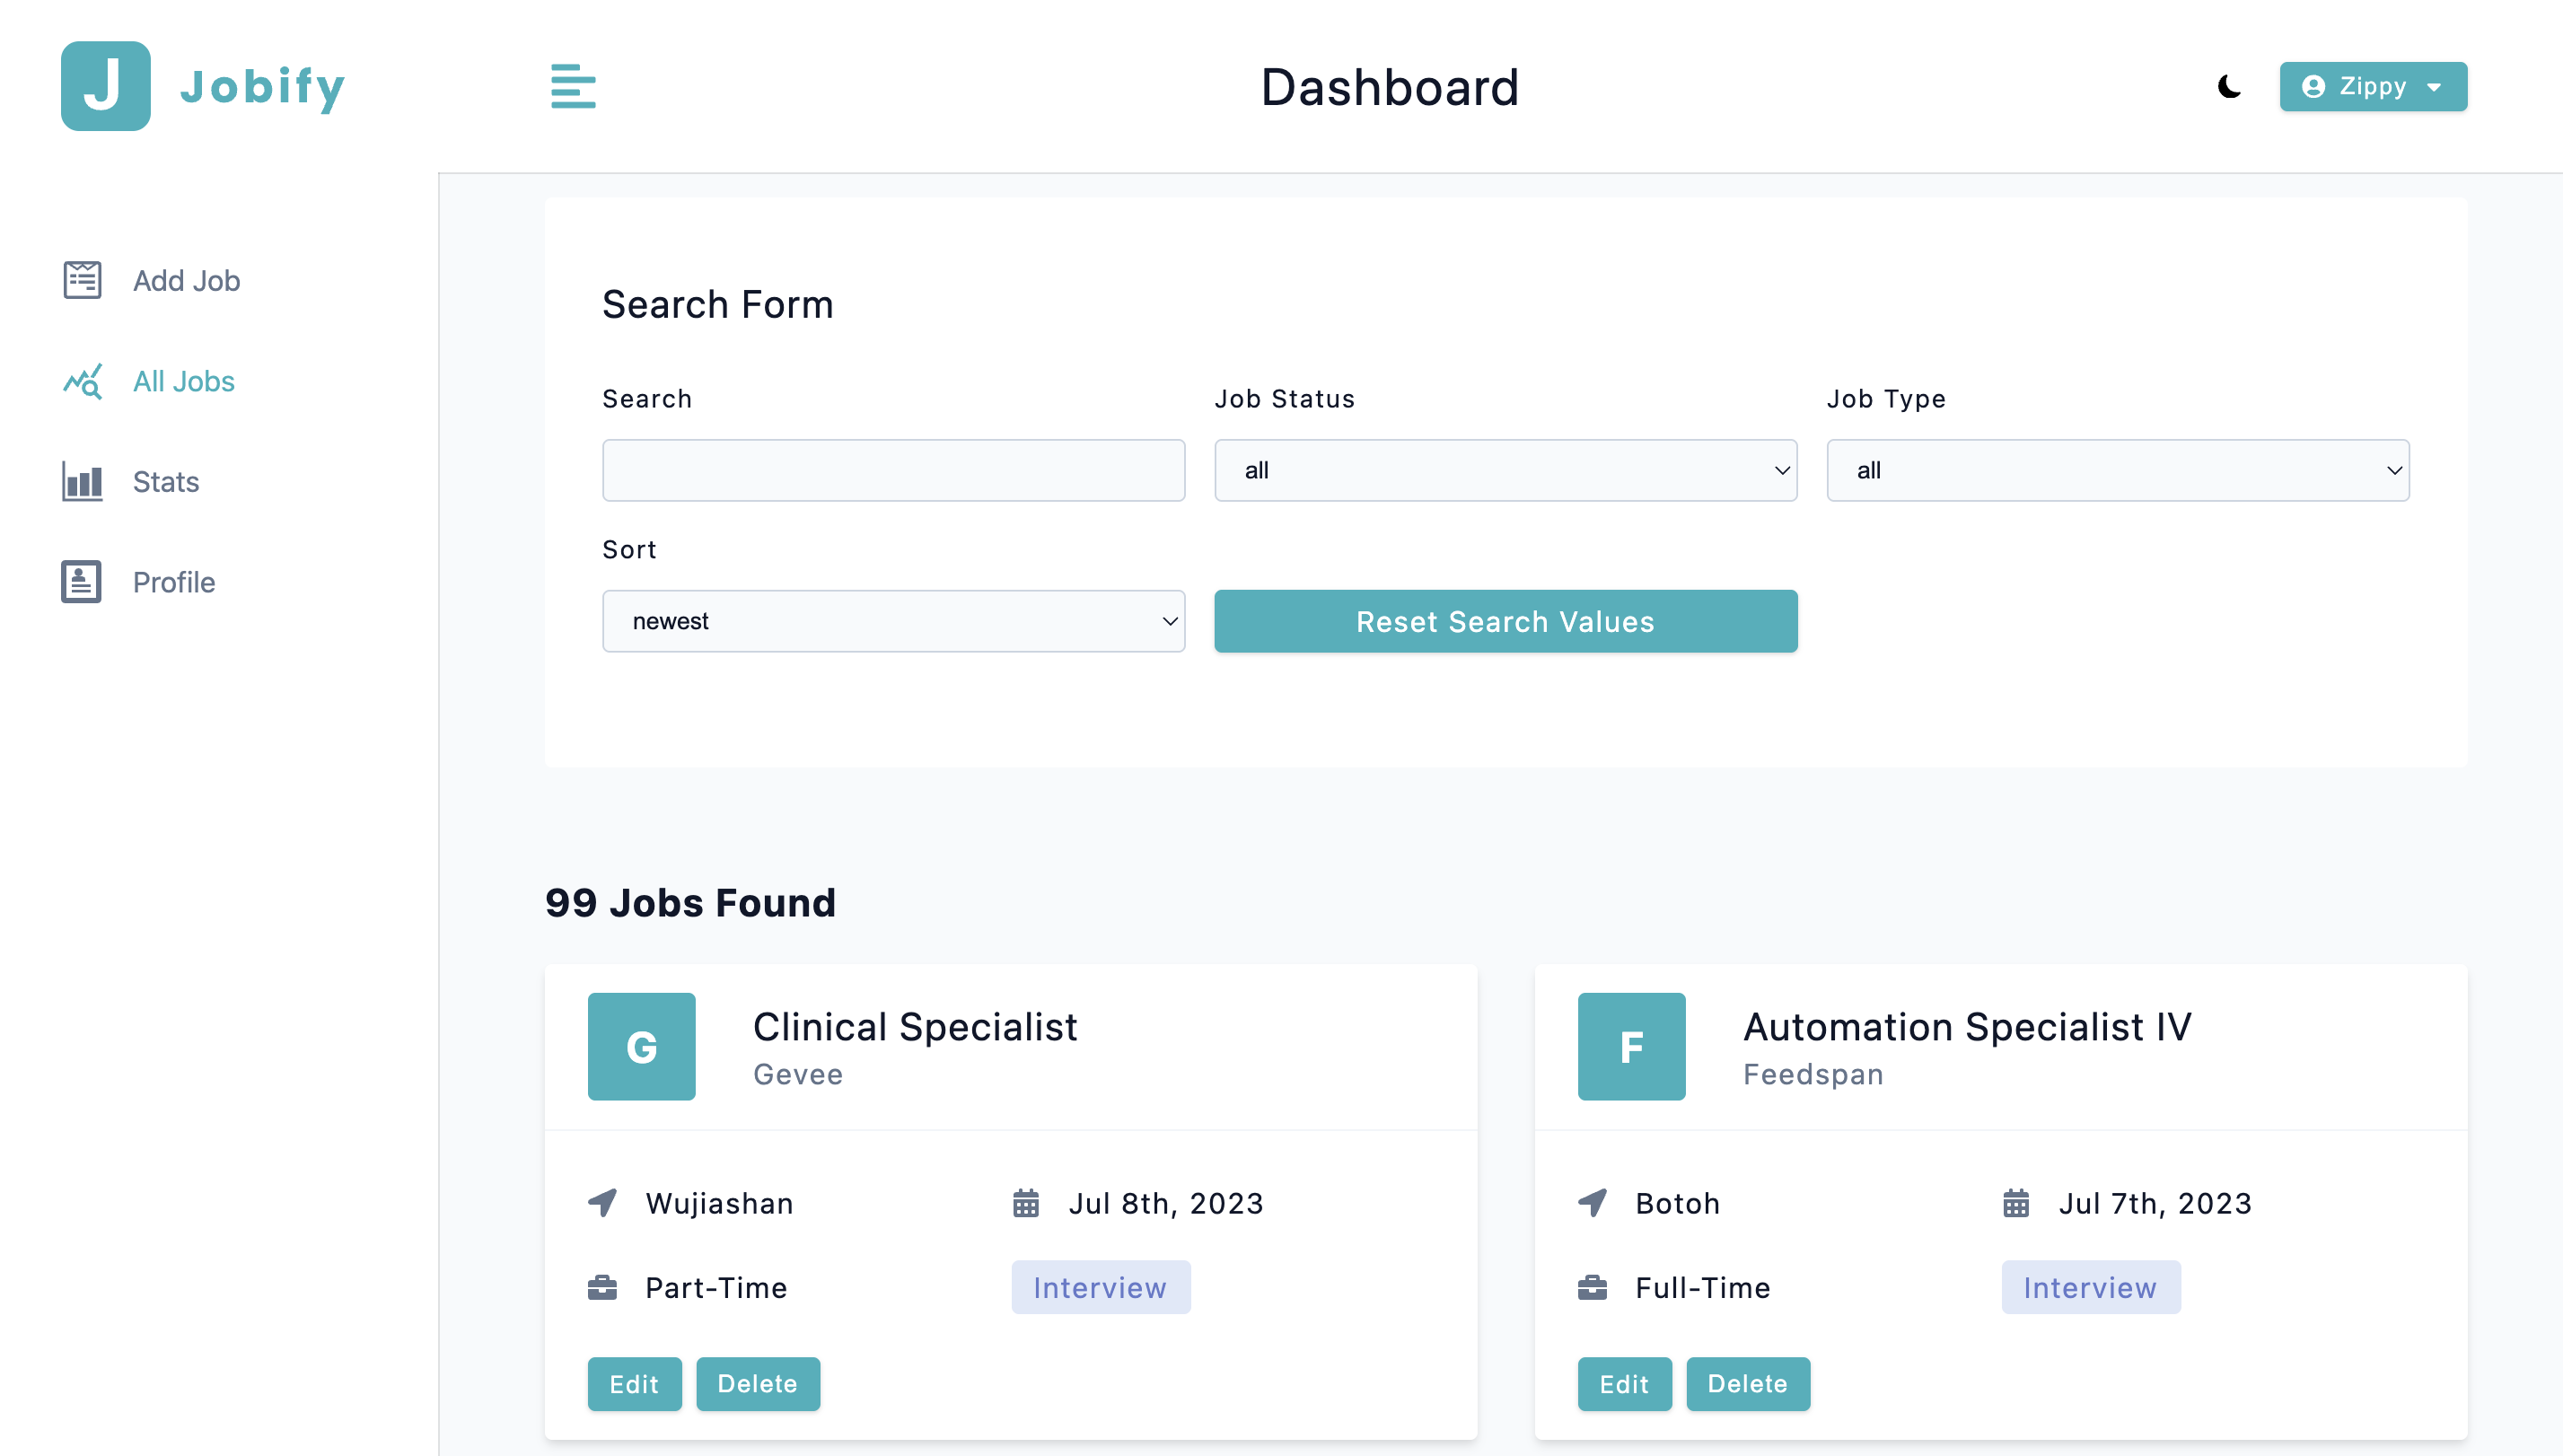 J Jobify
Dashboard
Zippy
Add Job
All Jobs
Stats
Profile
Search Form
Search
Job Status
Job Type
all
all
Sort
newest
Reset Search Values
99 Jobs Found
G
Clinical Specialist
Gevee
Wujiashan
Jul 8th, 2023
Part-Time
Interview
Edit
Delete
F
Automation Specialist IV
Feedspan
Botoh
Jul 7th, 2023
Full-Time
Interview
Edit
Delete